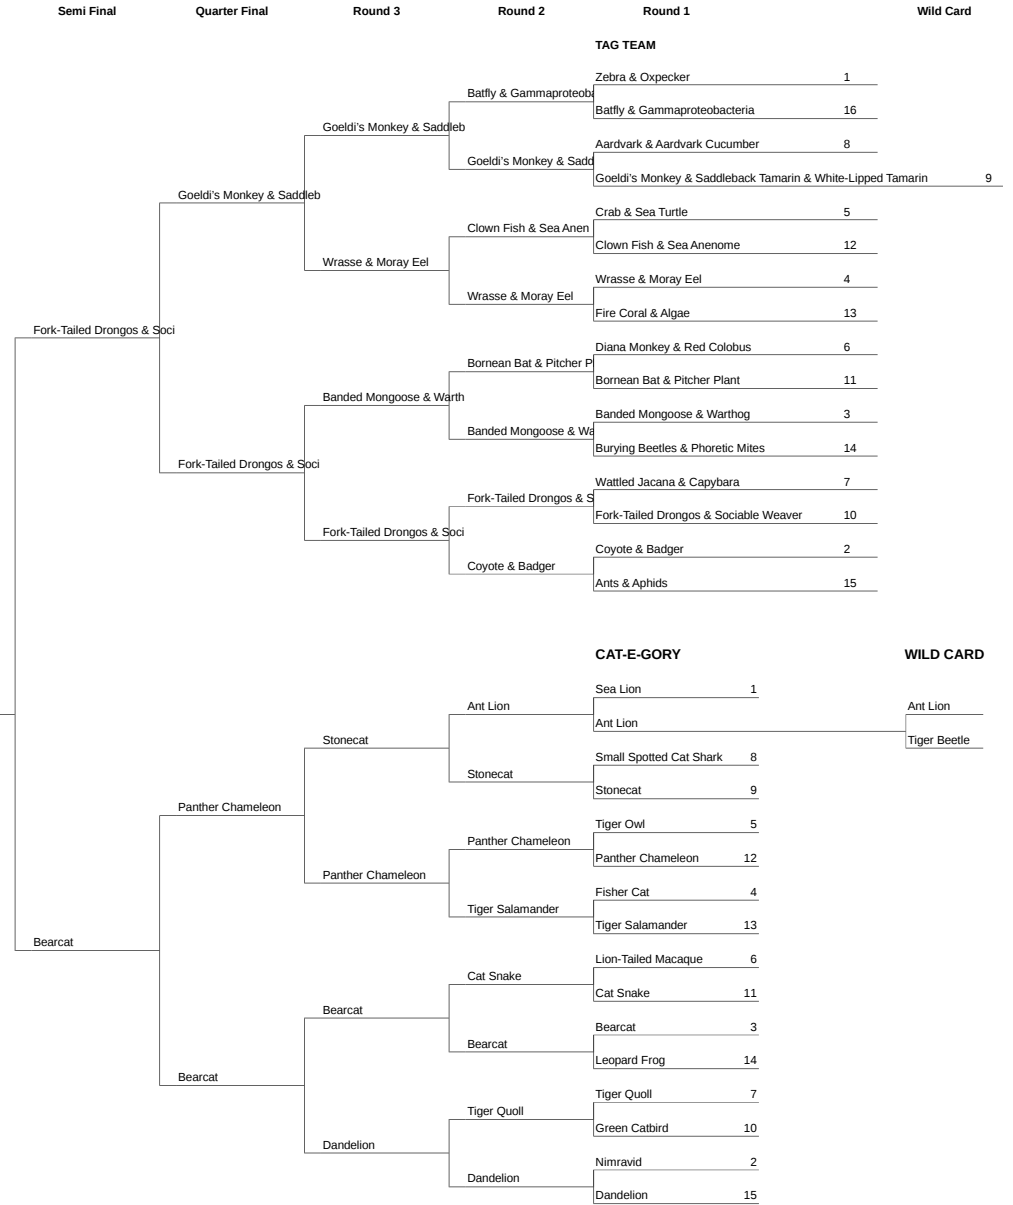 Semi Final Quarter Final Round 3 Round 2 Round 1 Wild Card
TAG TEAM
Zebra & Oxpecker 1
Batfly & Gammaproteoba
Batfly & Gammaproteobacteria 16
Goeldi's Monkey & Saddleb
Aardvark & Aardvark Cucumber 8
Goeldi's Monkey & Sadd
Goeldi's Monkey & Saddleback Tamarin & White-Lipped Tamarin 9
Goeldi's Monkey & Saddleb
Crab & Sea Turtle 5
Clown Fish & Sea Anen
Clown Fish & Sea Anenome 12
Wrasse & Moray Eel
Wrasse & Moray Eel 4
Wrasse & Moray Eel
Fire Coral & Algae 13
Fork-Tailed Drongos & Soci
Diana Monkey & Red Colobus 6
Bornean Bat & Pitcher P
Bornean Bat & Pitcher Plant 11
Banded Mongoose & Warth
Banded Mongoose & Warthog 3
Banded Mongoose & Wa
Burying Beetles & Phoretic Mites 14
Fork-Tailed Drongos & Soci
Wattled Jacana & Capybara 7
Fork-Tailed Drongos & S
Fork-Tailed Drongos & Sociable Weaver 10
Fork-Tailed Drongos & Soci
Coyote & Badger 2
Coyote & Badger
Ants & Aphids 15
CAT-E-GORY WILD CARD
Sea Lion 1
Ant Lion Ant Lion
Ant Lion
Stonecat Tiger Beetle
Small Spotted Cat Shark 8
Stonecat
Stonecat 9
Panther Chameleon
Tiger Owl 5
Panther Chameleon
Panther Chameleon 12
Panther Chameleon
Fisher Cat 4
Tiger Salamander
Tiger Salamander 13
Bearcat
Lion-Tailed Macaque 6
Cat Snake
Cat Snake 11
Bearcat
Bearcat 3
Bearcat
Leopard Frog 14
Bearcat
Tiger Quoll 7
Tiger Quoll
Green Catbird 10
Dandelion
Nimravid 2
Dandelion
Dandelion 15